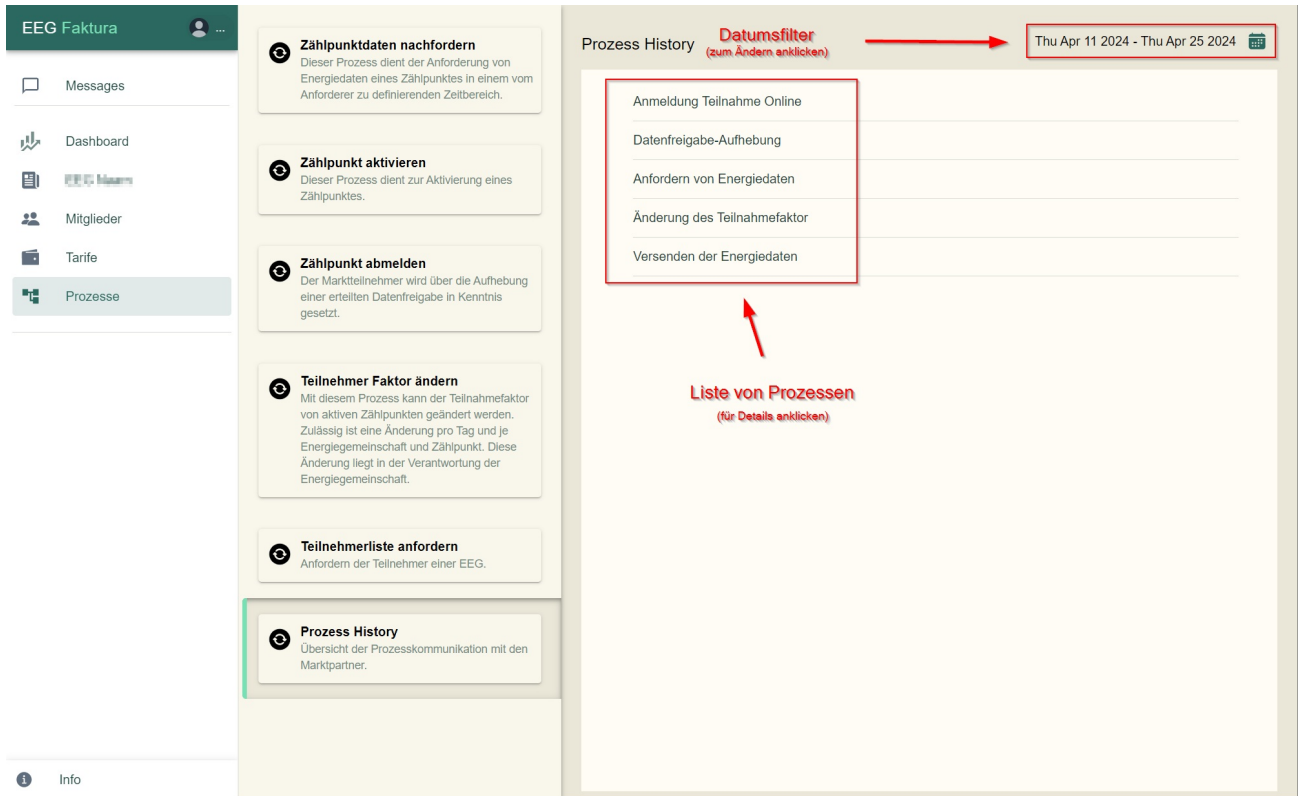 EEG Faktura ...
Messages
Dashboard
Mitglieder
Tarife
Prozesse
Info
Zählpunktdaten nachfordern
Dieser Prozess dient der Anforderung von
Energiedaten eines Zählpunktes in einem vom
Anforderer zu definierenden Zeitbereich.
Zählpunkt aktivieren
Dieser Prozess dient zur Aktivierung eines
Zählpunktes.
Zählpunkt abmelden
Der Marktteilnehmer wird über die Aufhebung
einer erteilten Datenfreigabe in Kenntnis
gesetzt.
Teilnehmer Faktor ändern
Mit diesem Prozess kann der Teilnahmefaktor
von aktiven Zählpunkten geändert werden.
Zulässig ist eine Änderung pro Tag und je
Energiegemeinschaft und Zählpunkt. Diese
Änderung liegt in der Verantwortung der
Energiegemeinschaft.
Teilnehmerliste anfordern
Anfordern der Teilnehmer einer EEG.
Prozess History
Übersicht der Prozesskommunikation mit den
Marktpartner.
Prozess History
Datumsfilter
(zum Ändern anklicken)
Thu Apr 11 2024 - Thu Apr 25 2024
Anmeldung Teilnahme Online
Datenfreigabe-Aufhebung
Anfordern von Energiedaten
Änderung des Teilnahmefaktor
Versenden der Energiedaten
Liste von Prozessen
(für Details anklicken)